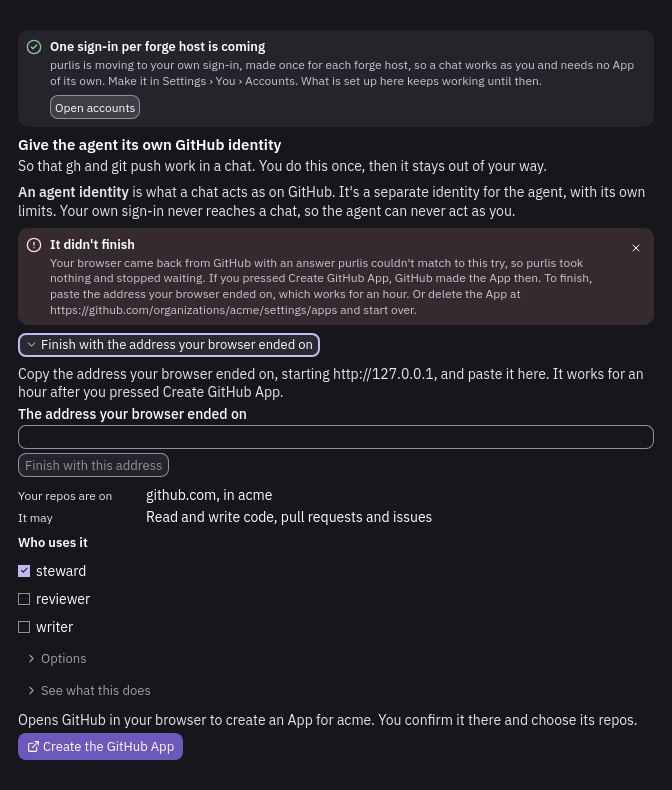 One sign-in per forge host is coming
purlis is moving to your own sign-in, made once for each forge host, so a chat works as you and needs no App
of its own. Make it in Settings › You › Accounts. What is set up here keeps working until then.
Open accounts
Give the agent its own GitHub identity
So that gh and git push work in a chat. You do this once, then it stays out of your way.
An agent identity is what a chat acts as on GitHub. It's a separate identity for the agent, with its own
limits. Your own sign-in never reaches a chat, so the agent can never act as you.
It didn't finish
Your browser came back from GitHub with an answer purlis couldn't match to this try, so purlis took
nothing and stopped waiting. If you pressed Create GitHub App, GitHub made the App then. To finish,
paste the address your browser ended on, which works for an hour. Or delete the App at
https://github.com/organizations/acme/settings/apps and start over.
Finish with the address your browser ended on
Copy the address your browser ended on, starting http://127.0.0.1, and paste it here. It works for an
hour after you pressed Create GitHub App.
The address your browser ended on
Finish with this address
Your repos are on github.com, in acme
It may Read and write code, pull requests and issues
Who uses it
steward
reviewer
writer
Options
See what this does
Opens GitHub in your browser to create an App for acme. You confirm it there and choose its repos.
Create the GitHub App